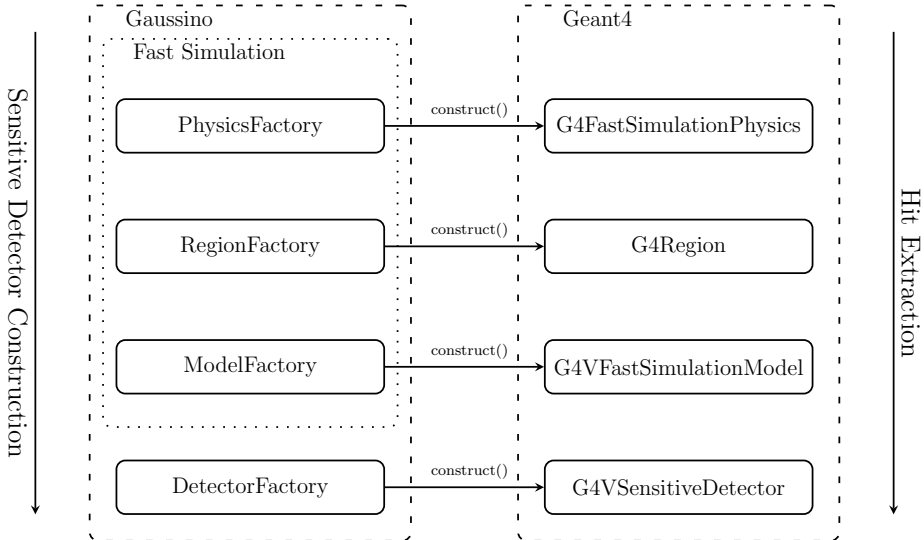 Gaussino
Geant4
Fast Simulation
PhysicsFactory
construct()
G4FastSimulationPhysics
RegionFactory
construct()
G4Region
ModelFactory
construct()
G4VFastSimulationModel
DetectorFactory
construct()
G4VSensitiveDetector
Sensitive Detector Construction
Hit Extraction